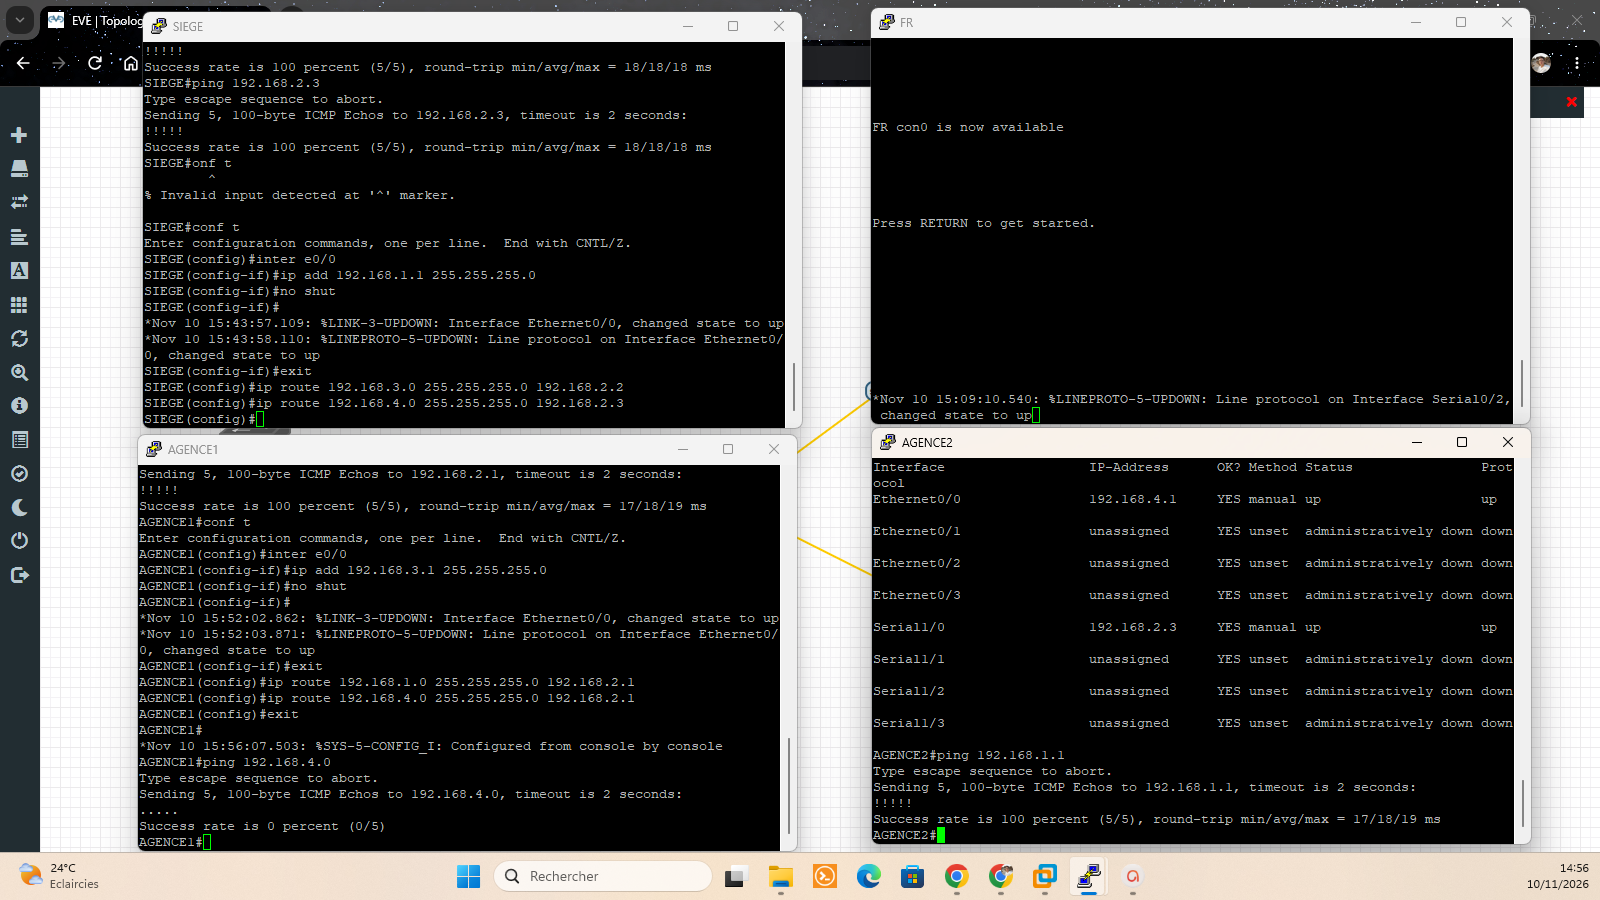 EVE | Topolog
SIEGE
!!!!!
Success rate is 100 percent (5/5), round-trip min/avg/max = 18/18/18 ms
SIEGE#ping 192.168.2.3
Type escape sequence to abort.
Sending 5, 100-byte ICMP Echos to 192.168.2.3, timeout is 2 seconds:
!!!!!
Success rate is 100 percent (5/5), round-trip min/avg/max = 18/18/18 ms
SIEGE#onf t
^
% Invalid input detected at '^' marker.
SIEGE#conf t
Enter configuration commands, one per line.  End with CNTL/Z.
SIEGE(config)#inter e0/0
SIEGE(config-if)#ip add 192.168.1.1 255.255.255.0
SIEGE(config-if)#no shut
SIEGE(config-if)#
*Nov 10 15:43:57.109: %LINK-3-UPDOWN: Interface Ethernet0/0, changed state to up
*Nov 10 15:43:58.110: %LINEPROTO-5-UPDOWN: Line protocol on Interface Ethernet0/
0, changed state to up
SIEGE(config-if)#exit
SIEGE(config)#ip route 192.168.3.0 255.255.255.0 192.168.2.2
SIEGE(config)#ip route 192.168.4.0 255.255.255.0 192.168.2.3
SIEGE(config)#
FR
FR con0 is now available
Press RETURN to get started.
*Nov 10 15:09:10.540: %LINEPROTO-5-UPDOWN: Line protocol on Interface Serial0/2,
changed state to up
AGENCE1
Sending 5, 100-byte ICMP Echos to 192.168.2.1, timeout is 2 seconds:
!!!!!
Success rate is 100 percent (5/5), round-trip min/avg/max = 17/18/19 ms
AGENCE1#conf t
Enter configuration commands, one per line.  End with CNTL/Z.
AGENCE1(config)#inter e0/0
AGENCE1(config-if)#ip add 192.168.3.1 255.255.255.0
AGENCE1(config-if)#no shut
AGENCE1(config-if)#
*Nov 10 15:52:02.862: %LINK-3-UPDOWN: Interface Ethernet0/0, changed state to up
*Nov 10 15:52:03.871: %LINEPROTO-5-UPDOWN: Line protocol on Interface Ethernet0/
0, changed state to up
AGENCE1(config-if)#exit
AGENCE1(config)#ip route 192.168.1.0 255.255.255.0 192.168.2.1
AGENCE1(config)#ip route 192.168.4.0 255.255.255.0 192.168.2.1
AGENCE1(config)#exit
AGENCE1#
*Nov 10 15:56:07.503: %SYS-5-CONFIG_I: Configured from console by console
AGENCE1#ping 192.168.4.0
Type escape sequence to abort.
Sending 5, 100-byte ICMP Echos to 192.168.4.0, timeout is 2 seconds:
.....
Success rate is 0 percent (0/5)
AGENCE1#
AGENCE2
Interface IP-Address OK? Method Status Prot
ocol
Ethernet0/0 192.168.4.1 YES manual up up
Ethernet0/1 unassigned YES unset administratively down down
Ethernet0/2 unassigned YES unset administratively down down
Ethernet0/3 unassigned YES unset administratively down down
Serial1/0 192.168.2.3 YES manual up up
Serial1/1 unassigned YES unset administratively down down
Serial1/2 unassigned YES unset administratively down down
Serial1/3 unassigned YES unset administratively down down
AGENCE2#ping 192.168.1.1
Type escape sequence to abort.
Sending 5, 100-byte ICMP Echos to 192.168.1.1, timeout is 2 seconds:
!!!!!
Success rate is 100 percent (5/5), round-trip min/avg/max = 17/18/19 ms
AGENCE2#
24°C
Eclaircies
Rechercher
14:56
10/11/2026